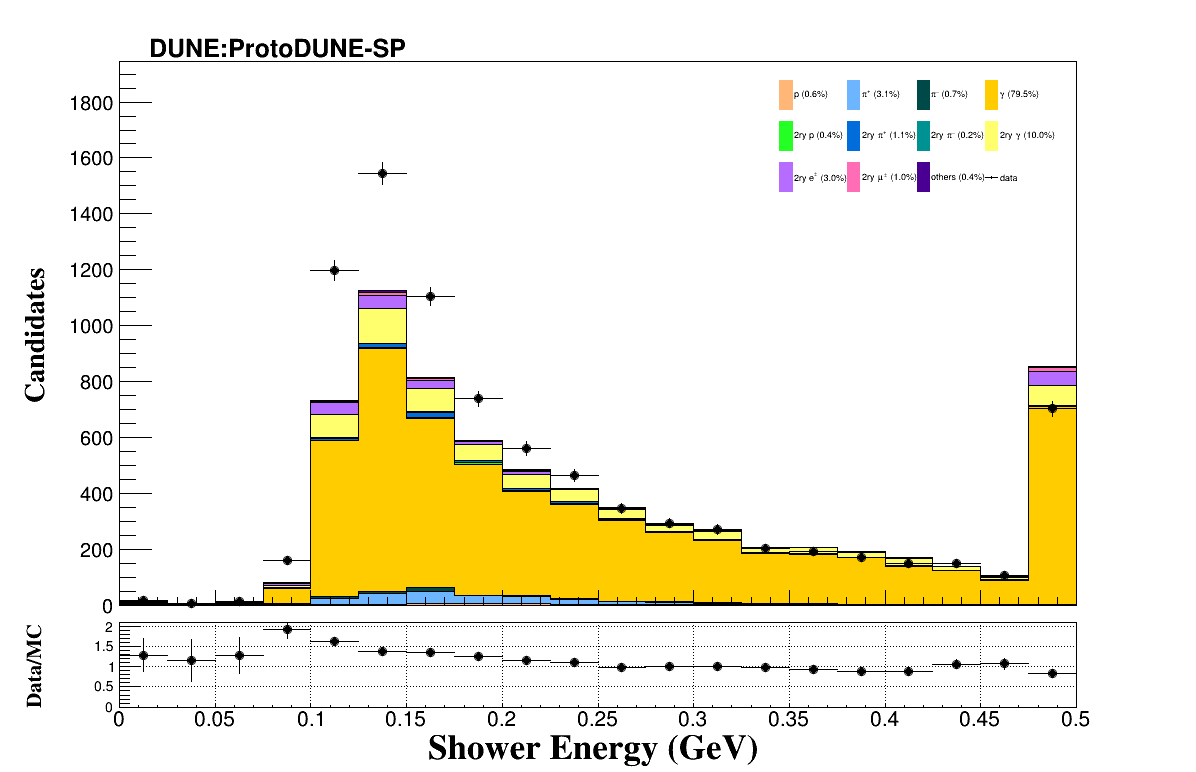 DUNE:ProtoDUNE-SP
p (0.6%) π⁺ (3.1%) π⁻ (0.7%) γ (79.5%)
2ry p (0.4%) 2ry π⁺ (1.1%) 2ry π⁻ (0.2%) 2ry γ (10.0%)
2ry e± (3.0%) 2ry μ± (1.0%) others (0.4%) data
Candidates
1800
1600
1400
1200
1000
800
600
400
200
0
Data/MC
2
1.5
1
0.5
0
0 0.05 0.1 0.15 0.2 0.25 0.3 0.35 0.4 0.45 0.5
Shower Energy (GeV)